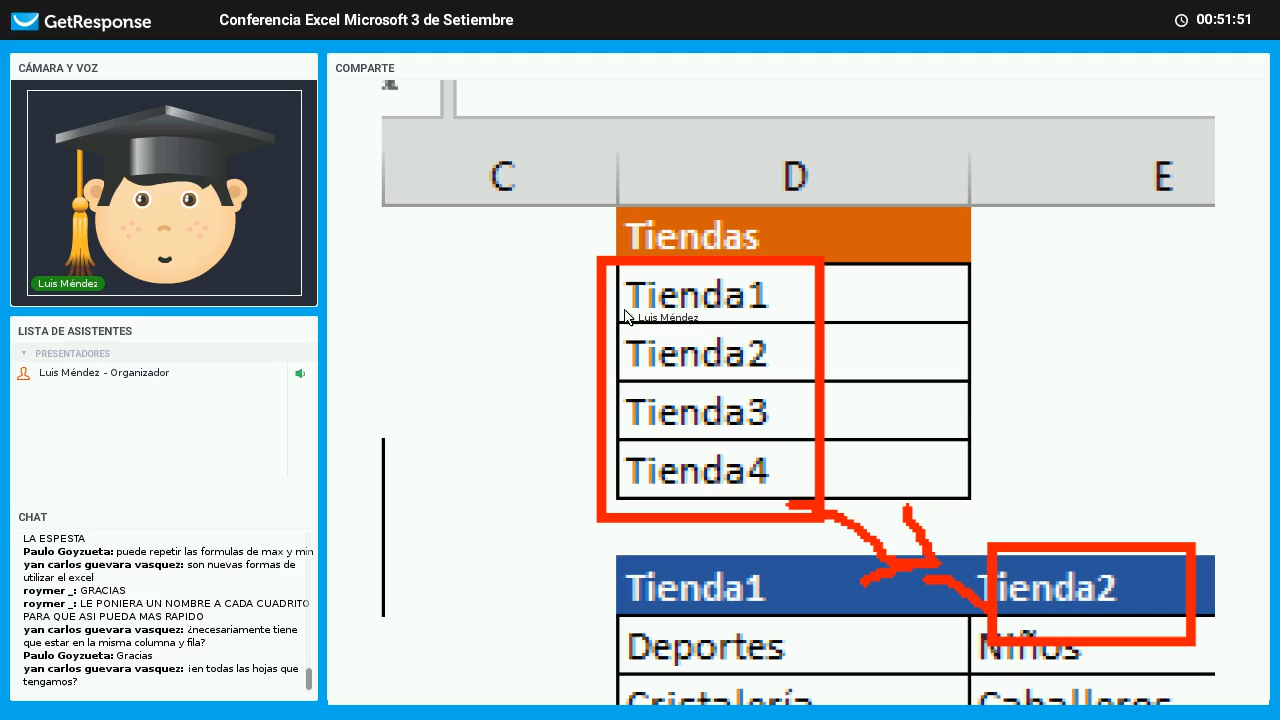 GetResponse
Conferencia Excel Microsoft 3 de Setiembre
00:51:51
CÁMARA Y VOZ
Luis Méndez
LISTA DE ASISTENTES
PRESENTADORES
Luis Méndez - Organizador
CHAT
LA ESPESTA
Paulo Goyzueta: puede repetir las formulas de max y min
yan carlos guevara vasquez: son nuevas formas de
utilizar el excel
roymer _: GRACIAS
roymer _: LE PONIERA UN NOMBRE A CADA CUADRITO
PARA QUE ASI PUEDA MAS RAPIDO
yan carlos guevara vasquez: ¿necesariamente tiene
que estar en la misma columna y fila?
Paulo Goyzueta: Gracias
yan carlos guevara vasquez: ¡en todas las hojas que
tengamos?
COMPARTE
C D E
Tiendas
Tienda1
Luis Méndez
Tienda2
Tienda3
Tienda4
Tienda1 Tienda2
Deportes Niños
Cristalería Caballeros